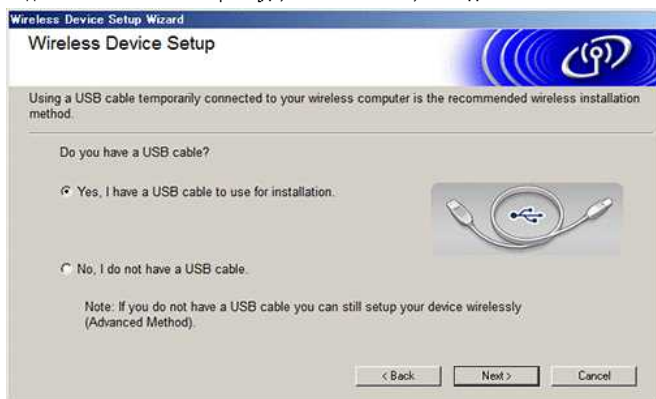 Wireless Device Setup Wizard
Wireless Device Setup
Using a USB cable temporarily connected to your wireless computer is the recommended wireless installation
method.
Do you have a USB cable?
Yes, I have a USB cable to use for installation.
No, I do not have a USB cable.
Note: If you do not have a USB cable you can still setup your device wirelessly
(Advanced Method).
< Back Next > Cancel